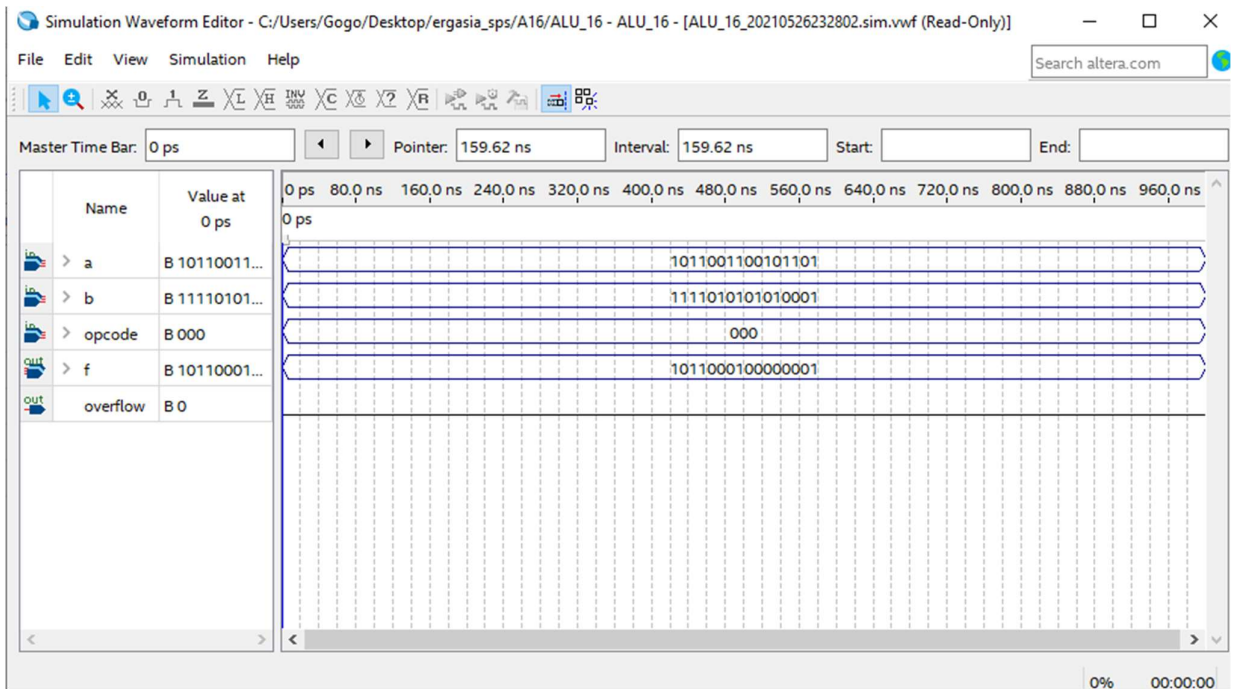 Simulation Waveform Editor - C:/Users/Gogo/Desktop/ergasia_sps/A16/ALU_16 - ALU_16 - [ALU_16_20210526232802.sim.vwf (Read-Only)]
File Edit View Simulation Help
Search altera.com
Master Time Bar: 0 ps Pointer: 159.62 ns Interval: 159.62 ns Start: End:
Name Value at 0 ps
0 ps 80.0 ns 160.0 ns 240.0 ns 320.0 ns 400.0 ns 480.0 ns 560.0 ns 640.0 ns 720.0 ns 800.0 ns 880.0 ns 960.0 ns
0 ps
a B 10110011... 1011001100101101
b B 11110101... 1111010101010001
opcode B 000 000
f B 10110001... 1011000100000001
overflow B 0
0% 00:00:00